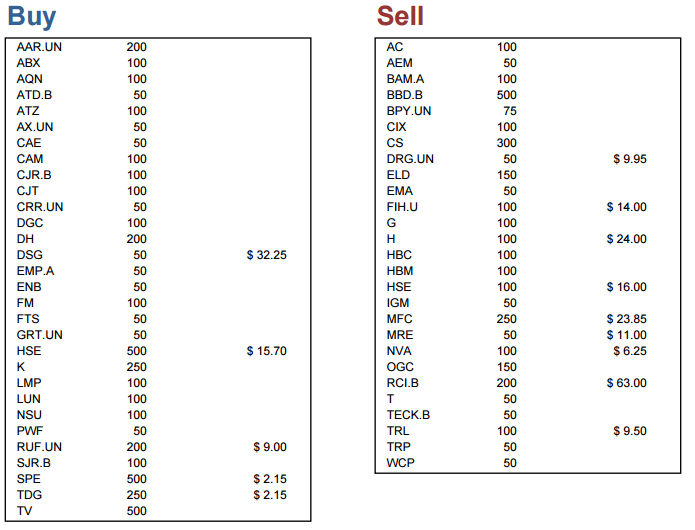 Buy
AAR.UN 200
ABX 100
AQN 100
ATD.B 50
ATZ 100
AX.UN 50
CAE 50
CAM 100
CJR.B 100
CJT 100
CRR.UN 50
DGC 100
DH 200
DSG 50 $ 32.25
EMP.A 50
ENB 50
FM 100
FTS 50
GRT.UN 50
HSE 500 $ 15.70
K 250
LMP 100
LUN 100
NSU 100
PWF 50
RUF.UN 200 $ 9.00
SJR.B 100
SPE 500 $ 2.15
TDG 250 $ 2.15
TV 500
Sell
AC 100
AEM 50
BAM.A 100
BBD.B 500
BPY.UN 75
CIX 100
CS 300
DRG.UN 50 $ 9.95
ELD 150
EMA 50
FIH.U 100 $ 14.00
G 100
H 100 $ 24.00
HBC 100
HBM 100
HSE 100 $ 16.00
IGM 50
MFC 250 $ 23.85
MRE 50 $ 11.00
NVA 100 $ 6.25
OGC 150
RCI.B 200 $ 63.00
T 50
TECK.B 50
TRL 100 $ 9.50
TRP 50
WCP 50